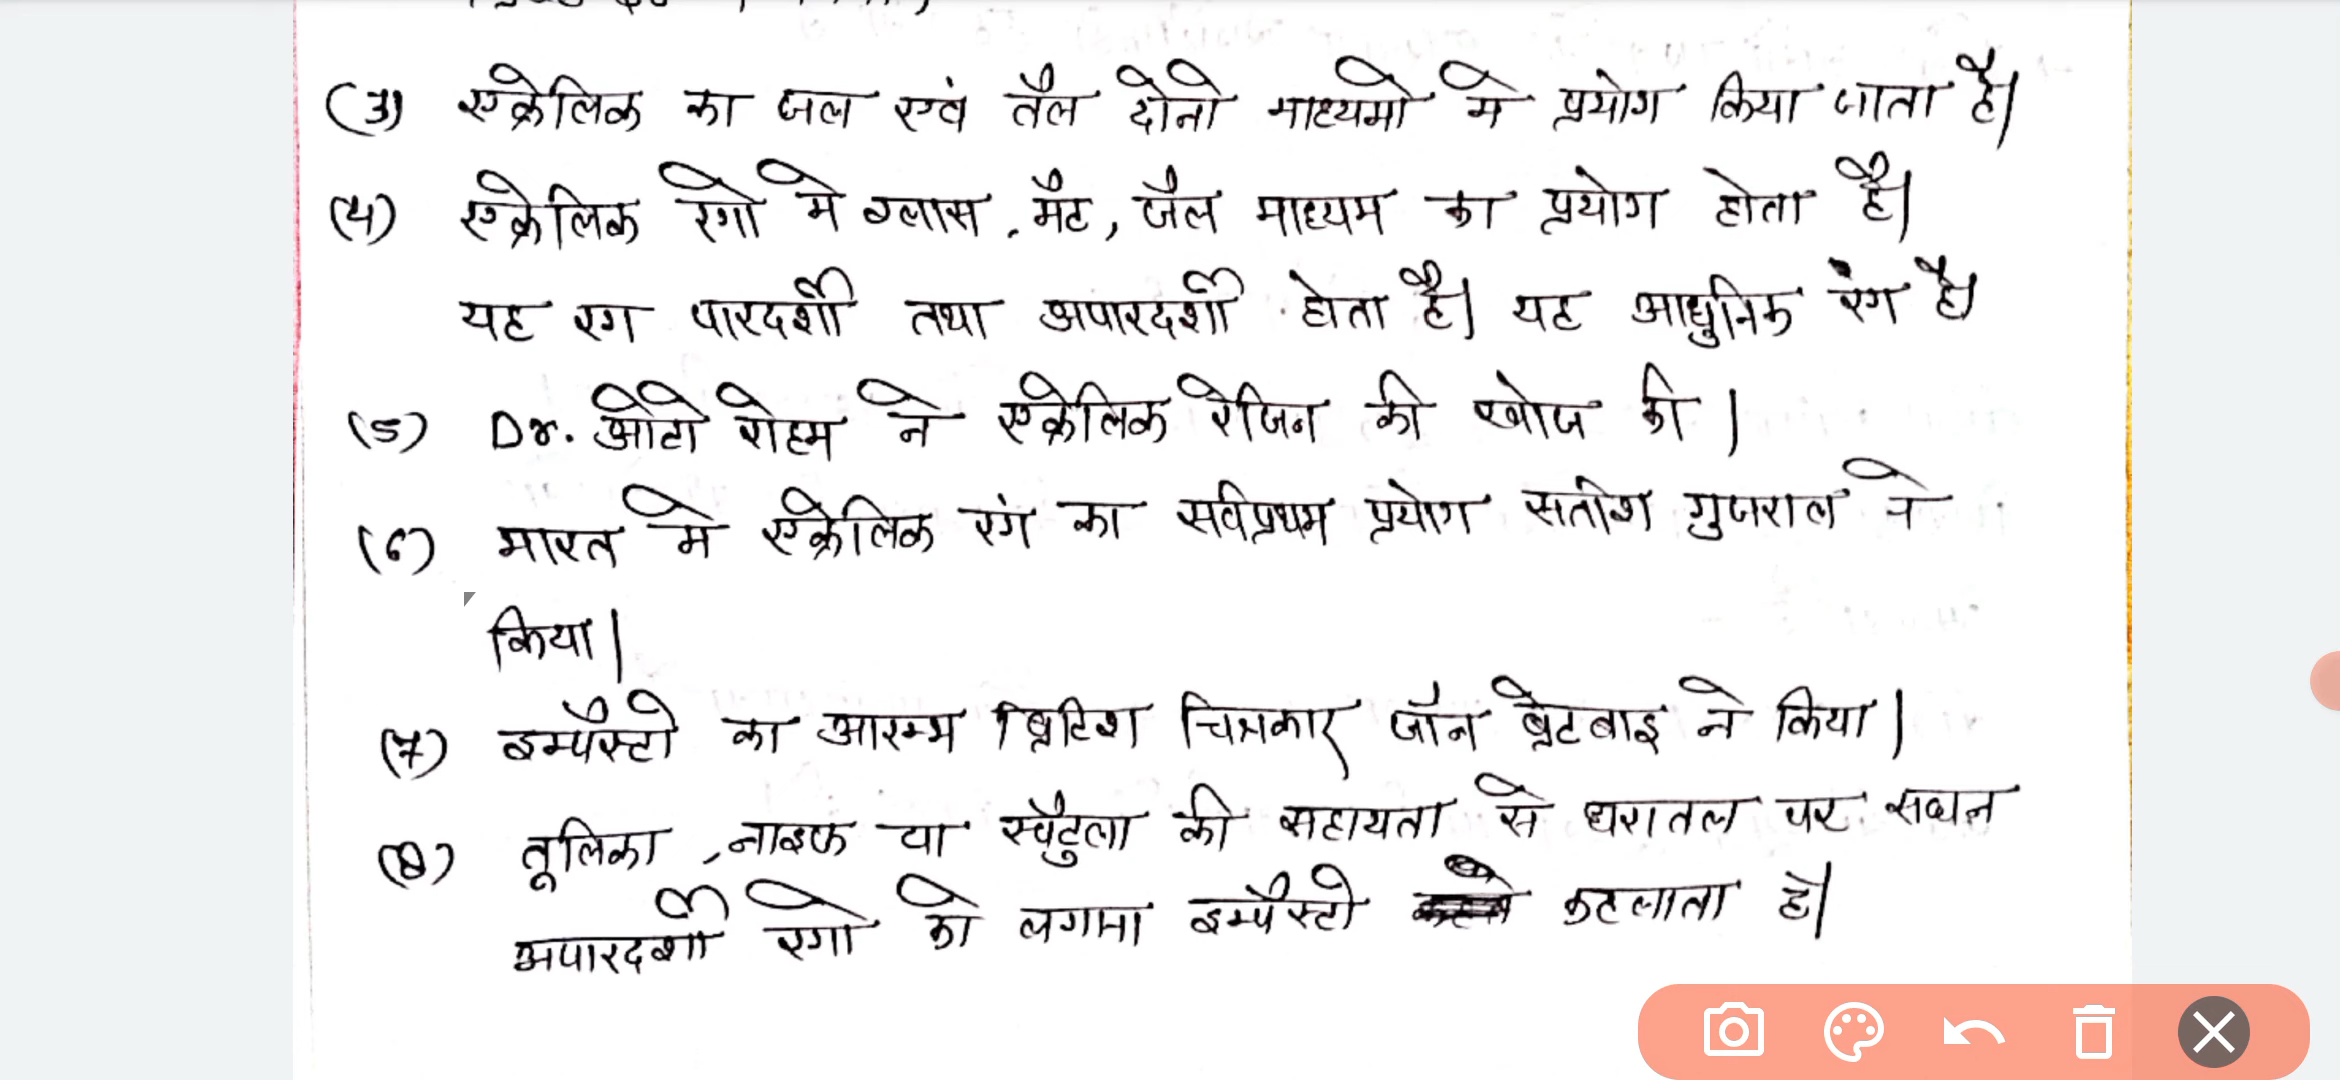 (3) एक्रेलिक का जल एवं तैल दोनो माध्यमो मे प्रयोग किया जाता है।
(4) एक्रेलिक रंगो मे ग्लास, मैट, जैल माध्यम का प्रयोग होता है।
यह रंग पारदर्शी तथा अपारदर्शी होता है। यह आधुनिक रंग है।
(5) Dr. ओटो रोहम ने एक्रेलिक रेजिन की खोज की।
(6) भारत मे एक्रेलिक रंग का सर्वप्रथम प्रयोग सतीश गुजराल ने
किया।
(7) इम्पैस्टो का आरम्भ ब्रिटिश चित्रकार जॉन ब्रेटबाइ ने किया।
(8) तूलिका, नाइफ या स्पैटुला की सहायता से धरातल पर सघन
अपारदर्शी रंगो को लगाना इम्पैस्टो कहलाता है।